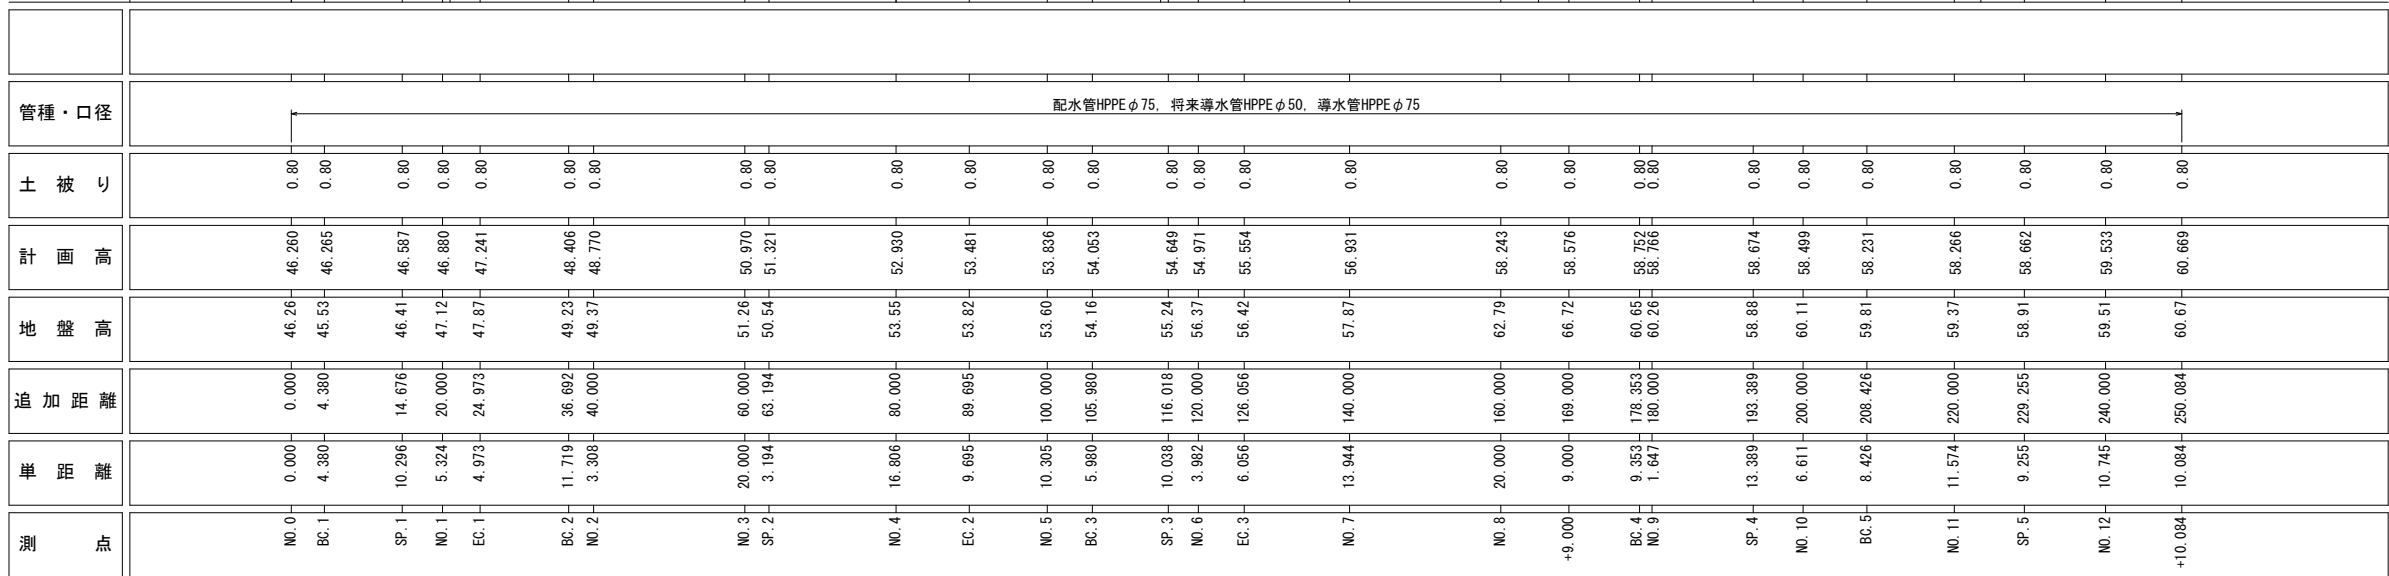 管種・口径 配水管HPPEφ75, 将来導水管HPPEφ50, 導水管HPPEφ75
土被り 0.80 0.80 0.80 0.80 0.80 0.80 0.80 0.80 0.80 0.80 0.80 0.80 0.80 0.80 0.80 0.80 0.80 0.80 0.80 0.80 0.80 0.80 0.80 0.80 0.80 0.80 0.80 0.80
計画高 46.260 46.265 46.587 46.880 47.241 48.406 48.770 50.970 51.321 52.930 53.481 53.836 54.053 54.649 54.971 55.554 56.931 58.243 58.576 58.752 58.766 58.674 58.499 58.231 58.266 58.662 59.533 60.669
地盤高 46.26 45.53 46.41 47.12 47.87 49.23 49.37 51.26 50.54 53.55 53.82 53.60 54.16 55.24 56.37 56.42 57.87 62.79 66.72 60.65 60.26 58.88 60.11 59.81 59.37 58.91 59.51 60.67
追加距離 0.000 4.380 14.676 20.000 24.973 36.692 40.000 60.000 63.194 80.000 89.695 100.000 105.980 116.018 120.000 126.056 140.000 160.000 169.000 178.353 180.000 193.389 200.000 208.426 220.000 229.255 240.000 250.084
単距離 0.000 4.380 10.296 5.324 4.973 11.719 3.308 20.000 3.194 16.806 9.695 10.305 5.980 10.038 3.982 6.056 13.944 20.000 9.000 9.353 1.647 13.389 6.611 8.426 11.574 9.255 10.745 10.084
測点 NO.0 BC.1 SP.1 NO.1 EC.1 BC.2 NO.2 NO.3 SP.2 NO.4 EC.2 NO.5 BC.3 SP.3 NO.6 EC.3 NO.7 NO.8 +9.000 BC.4 NO.9 SP.4 NO.10 BC.5 NO.11 SP.5 NO.12 +10.084